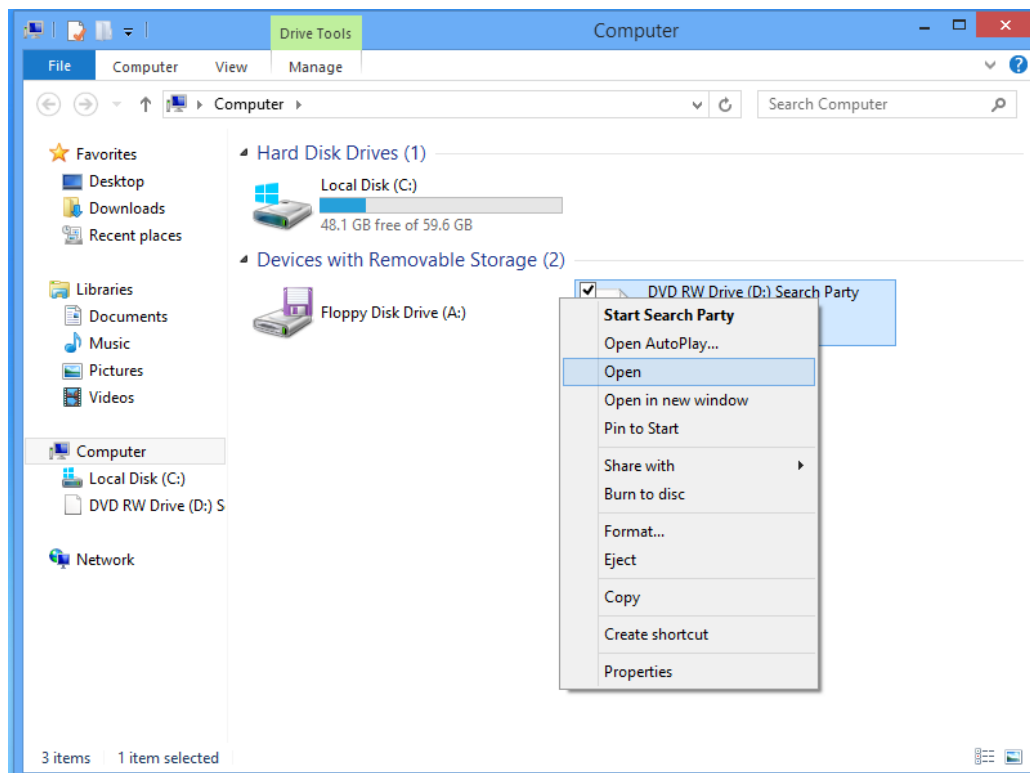 Drive Tools
Computer
File
Computer
View
Manage
Computer
Search Computer
Favorites
Desktop
Downloads
Recent places
Libraries
Documents
Music
Pictures
Videos
Computer
Local Disk (C:)
DVD RW Drive (D:) S
Network
Hard Disk Drives (1)
Local Disk (C:)
48.1 GB free of 59.6 GB
Devices with Removable Storage (2)
Floppy Disk Drive (A:)
DVD RW Drive (D:) Search Party
Start Search Party
Open AutoPlay...
Open
Open in new window
Pin to Start
Share with
Burn to disc
Format...
Eject
Copy
Create shortcut
Properties
3 items
1 item selected